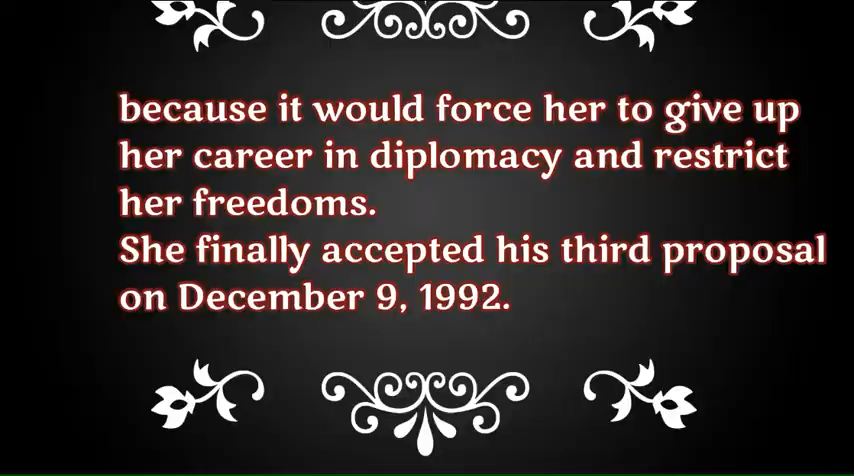 because it would force her to give up
her career in diplomacy and restrict
her freedoms.
She finally accepted his third proposal
on December 9, 1992.